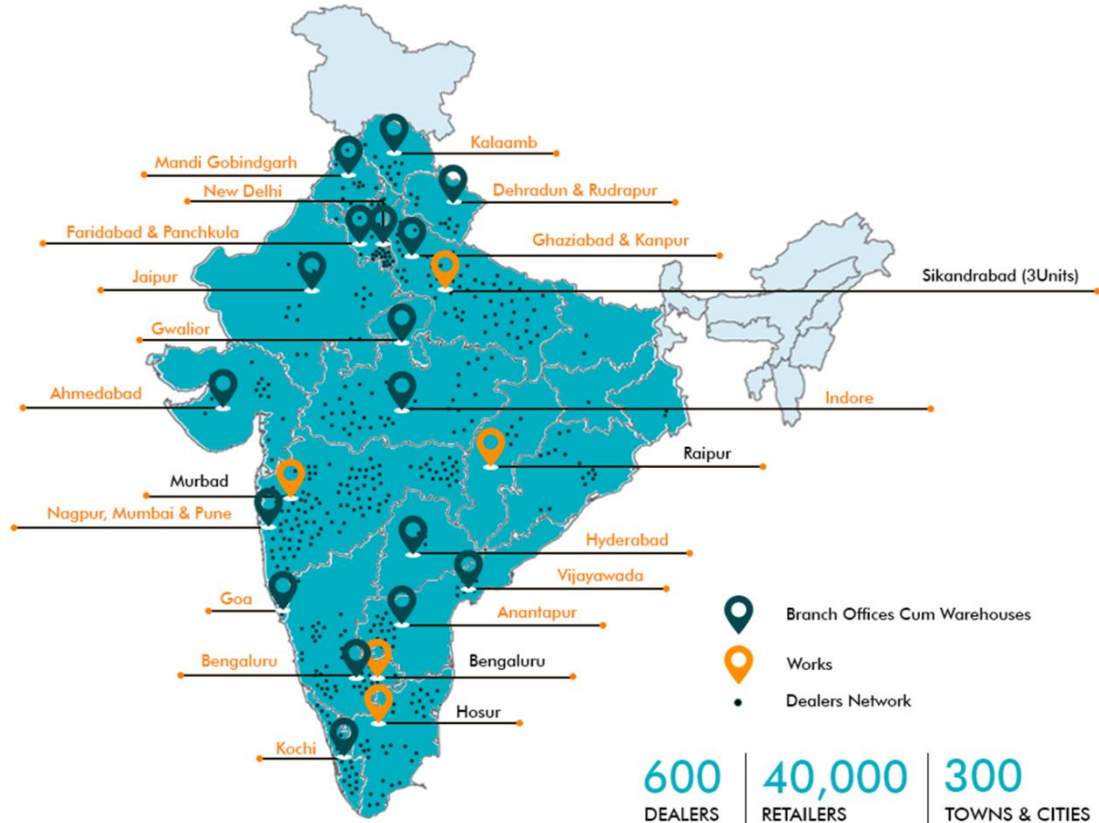 Kalaamb
Mandi Gobindgarh
New Delhi
Dehradun & Rudrapur
Faridabad & Panchkula
Ghaziabad & Kanpur
Jaipur
Sikandrabad (3Units)
Gwalior
Ahmedabad
Indore
Raipur
Murbad
Nagpur, Mumbai & Pune
Hyderabad
Vijayawada
Goa
Anantapur
Branch Offices Cum Warehouses
Bengaluru
Bengaluru
Works
Dealers Network
Hosur
Kochi
600
DEALERS
40,000
RETAILERS
300
TOWNS & CITIES